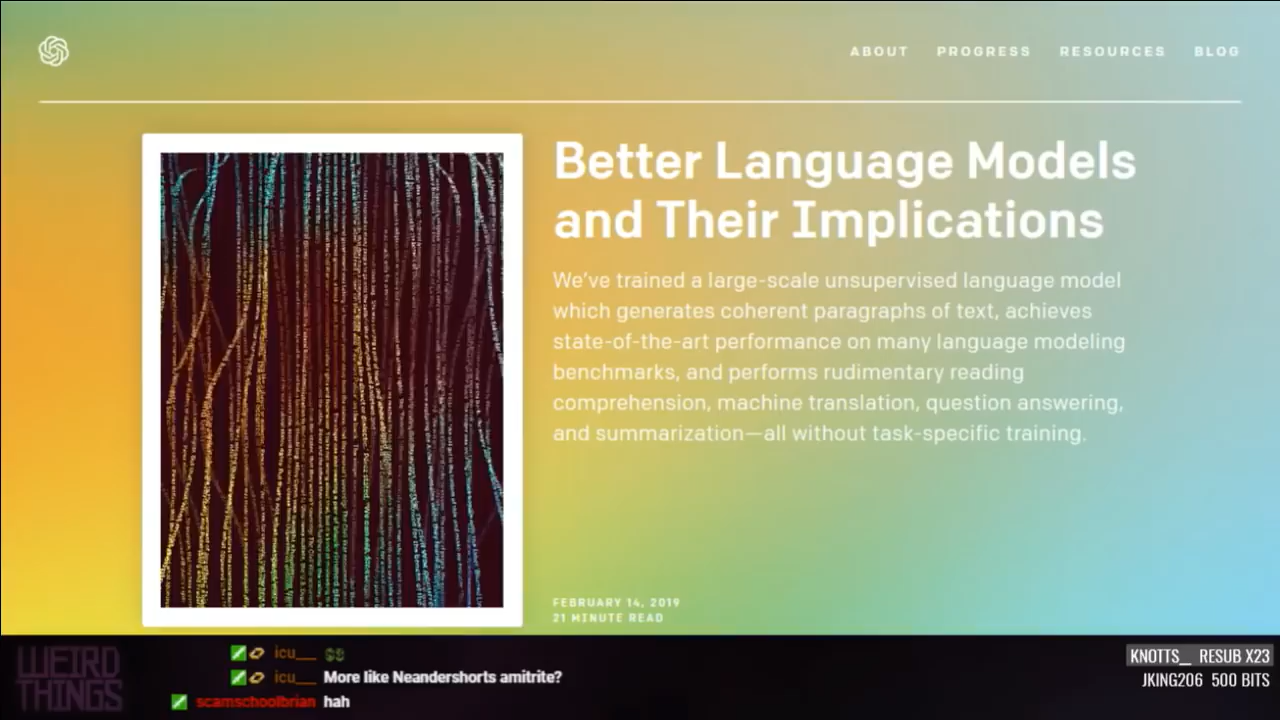 ABOUT PROGRESS RESOURCES BLOG
Better Language Models
and Their Implications
We've trained a large-scale unsupervised language model
which generates coherent paragraphs of text, achieves
state-of-the-art performance on many language modeling
benchmarks, and performs rudimentary reading
comprehension, machine translation, question answering,
and summarization—all without task-specific training.
FEBRUARY 14, 2019
21 MINUTE READ
WEIRD
THINGS
icu__
icu__ More like Neandershorts amitrite?
scamschoolbrian hah
KNOTTS_ RESUB X23
JKING206 500 BITS